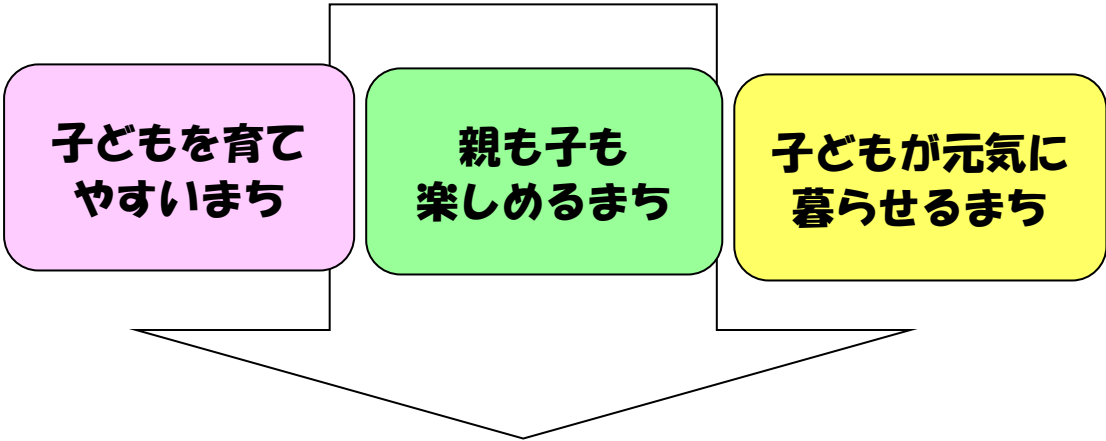 子どもを育て
やすいまち
親も子も
楽しめるまち
子どもが元気に
暮らせるまち